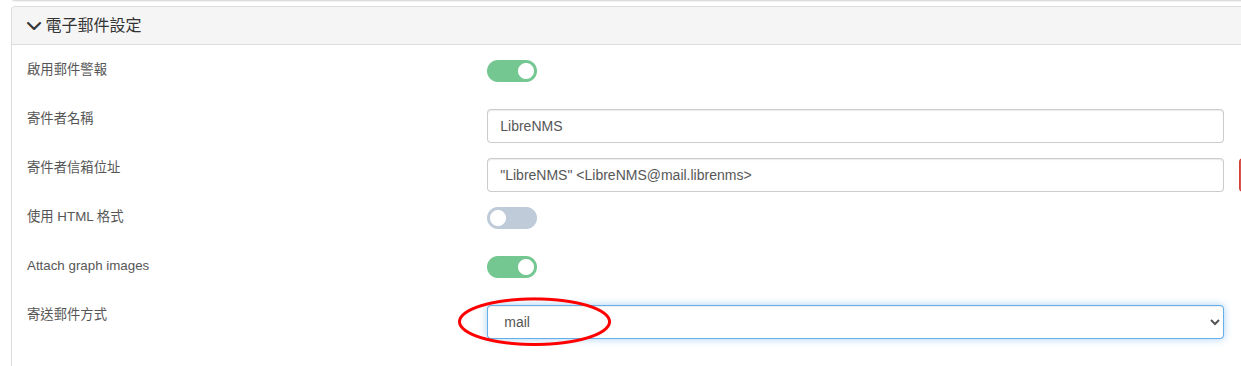 電子郵件設定
啟用郵件警報
寄件者名稱
LibreNMS
寄件者信箱位址
"LibreNMS" <LibreNMS@mail.librenms>
使用 HTML 格式
Attach graph images
寄送郵件方式
mail